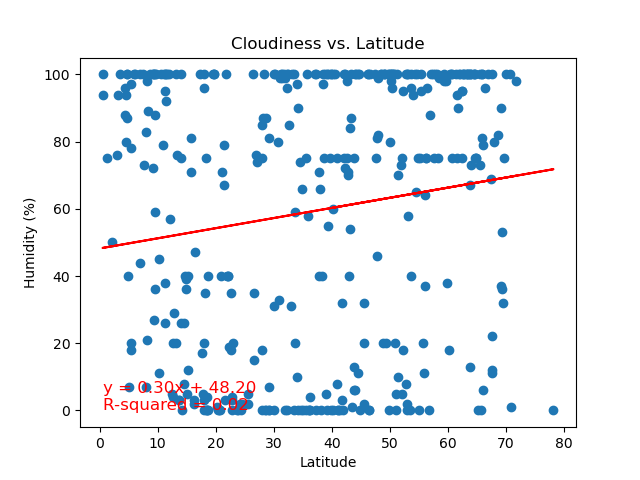 Cloudiness vs. Latitude
100
80
60
40
20
0
Humidity (%)
y = 0.30x + 48.20
R-squared = 0.02
0 10 20 30 40 50 60 70 80
Latitude